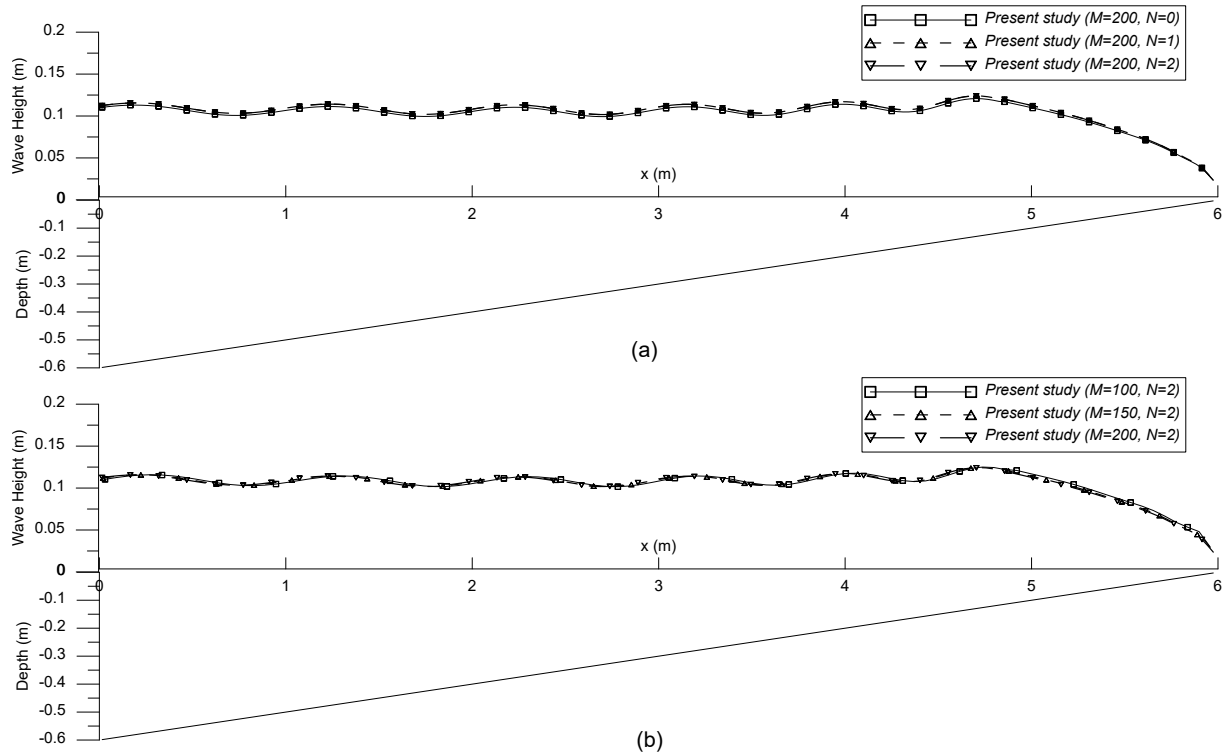 Present study (M=200, N=0)
Present study (M=200, N=1)
Present study (M=200, N=2)
Wave Height (m)
0.2
0.15
0.1
0.05
0
x (m)
0 1 2 3 4 5 6
Depth (m)
-0.1
-0.2
-0.3
-0.4
-0.5
-0.6
(a)
Present study (M=100, N=2)
Present study (M=150, N=2)
Present study (M=200, N=2)
Wave Height (m)
0.2
0.15
0.1
0.05
0
x (m)
0 1 2 3 4 5 6
Depth (m)
-0.1
-0.2
-0.3
-0.4
-0.5
-0.6
(b)